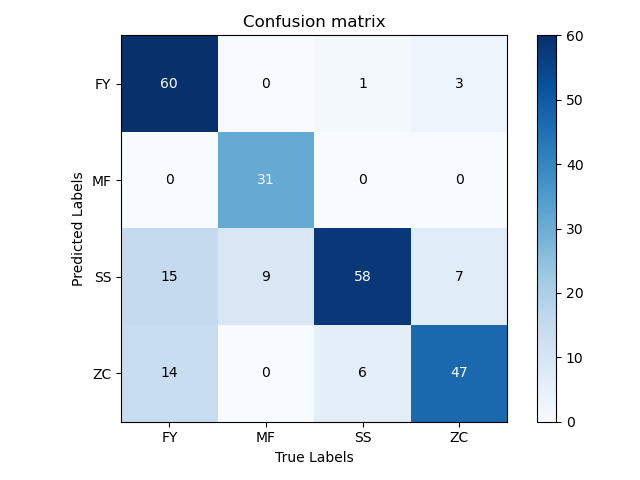 Confusion matrix
Predicted Labels
FY 60 0 1 3
MF 0 31 0 0
SS 15 9 58 7
ZC 14 0 6 47
FY MF SS ZC
True Labels
60
50
40
30
20
10
0